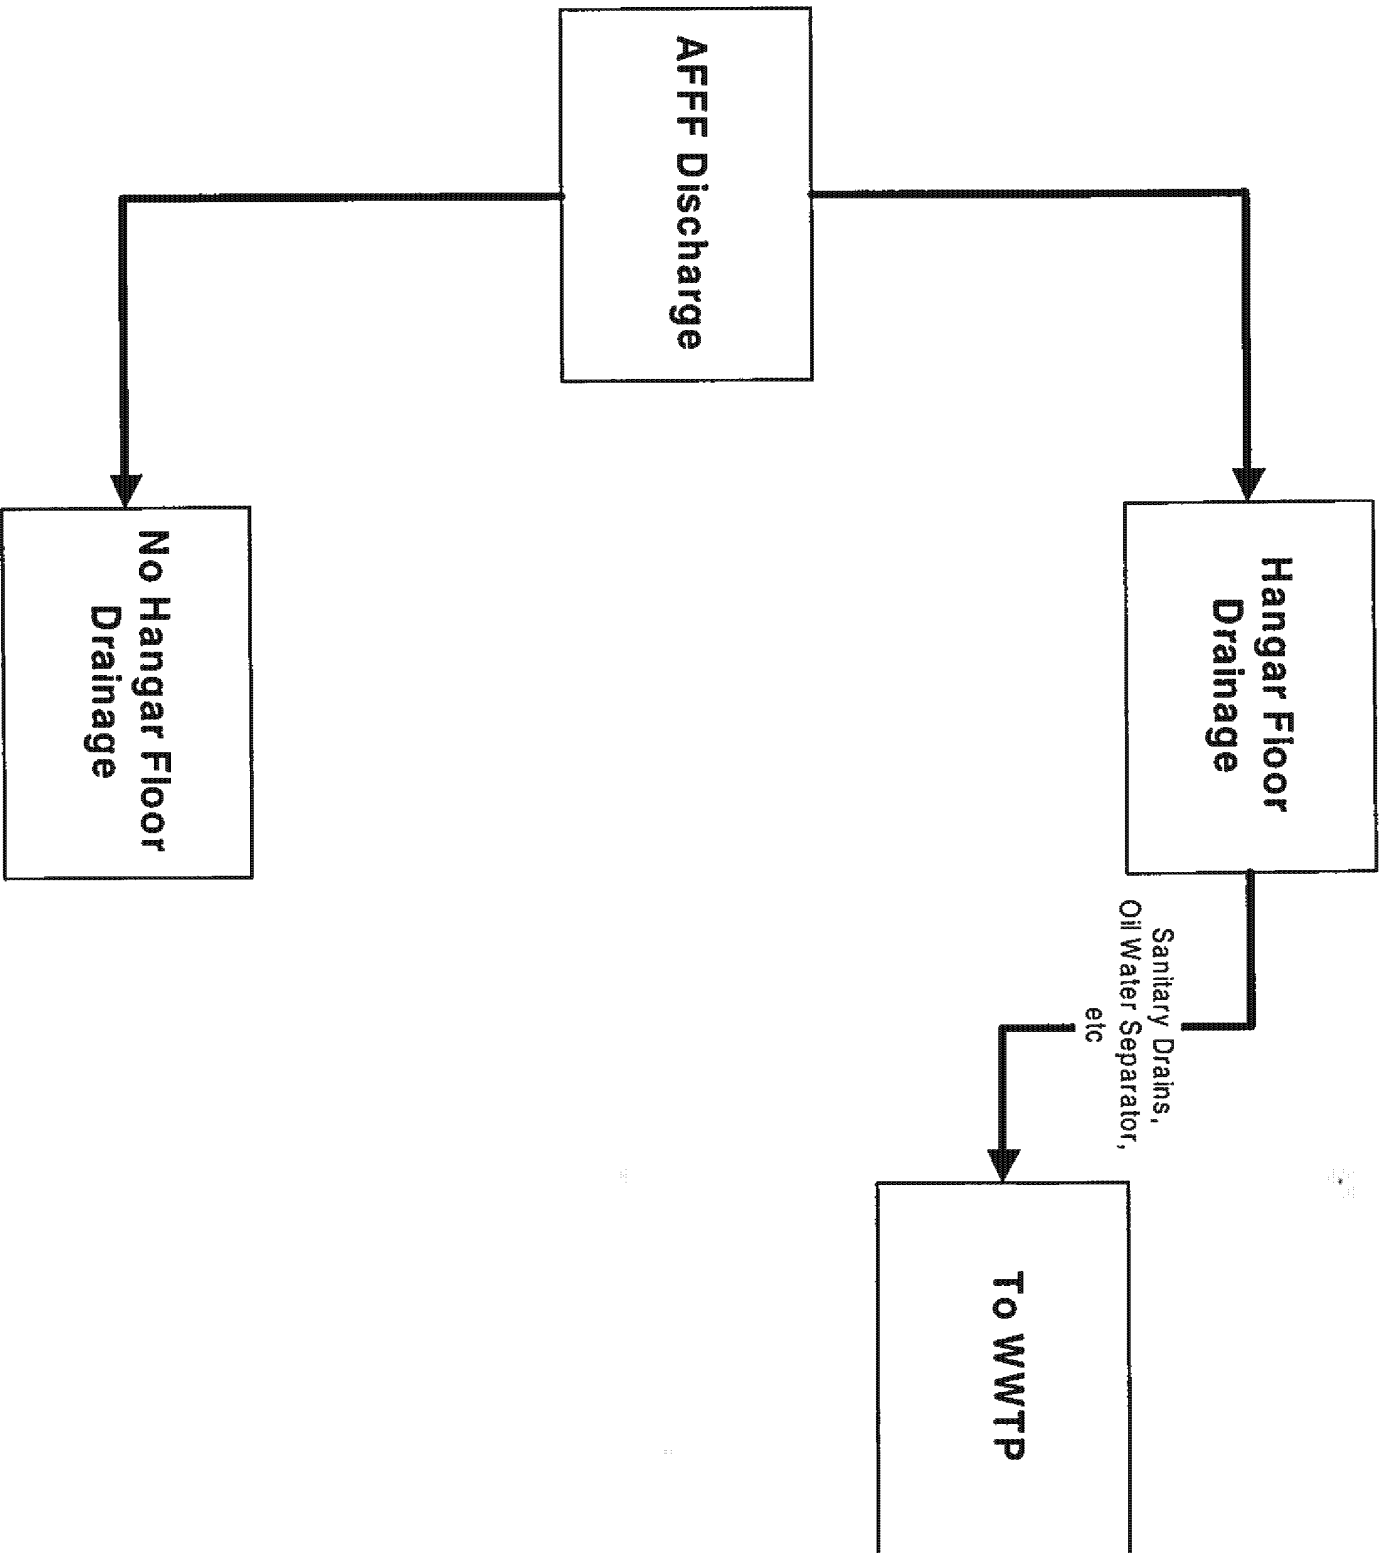 AFFF Discharge
Hangar Floor
Drainage
Sanitary Drains,
Oil Water Separator,
etc
To WWTP
No Hangar Floor
Drainage